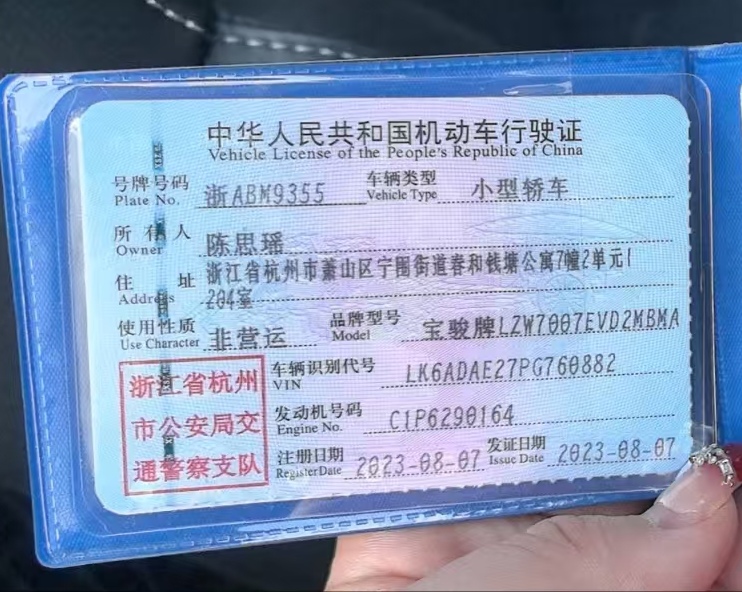 中华人民共和国机动车行驶证
Vehicle License of the People's Republic of China
号牌号码 浙ABM9355 车辆类型 小型轿车
Plate No. Vehicle Type
所有人 陈思瑶
Owner
住址 浙江省杭州市萧山区宁围街道春和钱塘公寓7幢2单元1
Address 204室
使用性质 非营运 品牌型号 宝骏牌LZW7007EVD2MBMA
Use Character Model
浙江省杭州
市公安局交
通警察支队
车辆识别代号 LK6ADAE27PG760882
VIN
发动机号码 C1P6290164
Engine No.
注册日期 2023-08-07 发证日期 2023-08-07
Register Date Issue Date